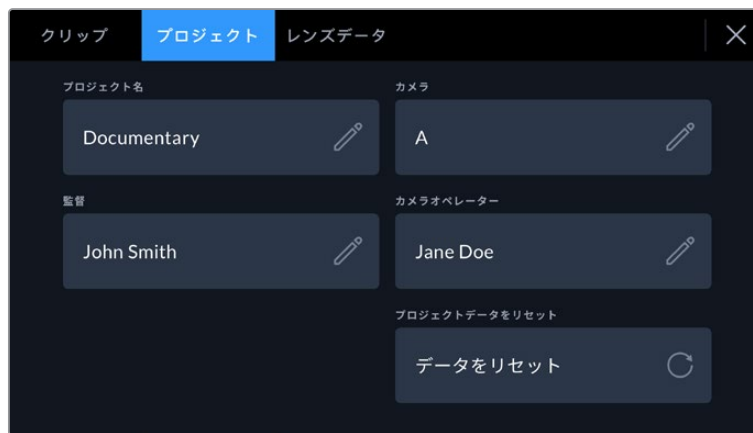 クリップ
プロジェクト
レンズデータ
プロジェクト名
Documentary
カメラ
A
監督
John Smith
カメラオペレーター
Jane Doe
プロジェクトデータをリセット
データをリセット